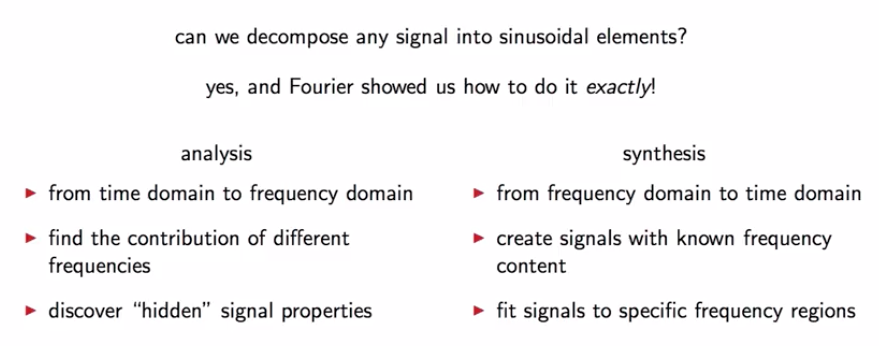 can we decompose any signal into sinusoidal elements?
yes, and Fourier showed us how to do it exactly!
analysis
▶ from time domain to frequency domain
▶ find the contribution of different
frequencies
▶ discover “hidden” signal properties
synthesis
▶ from frequency domain to time domain
▶ create signals with known frequency
content
▶ fit signals to specific frequency regions